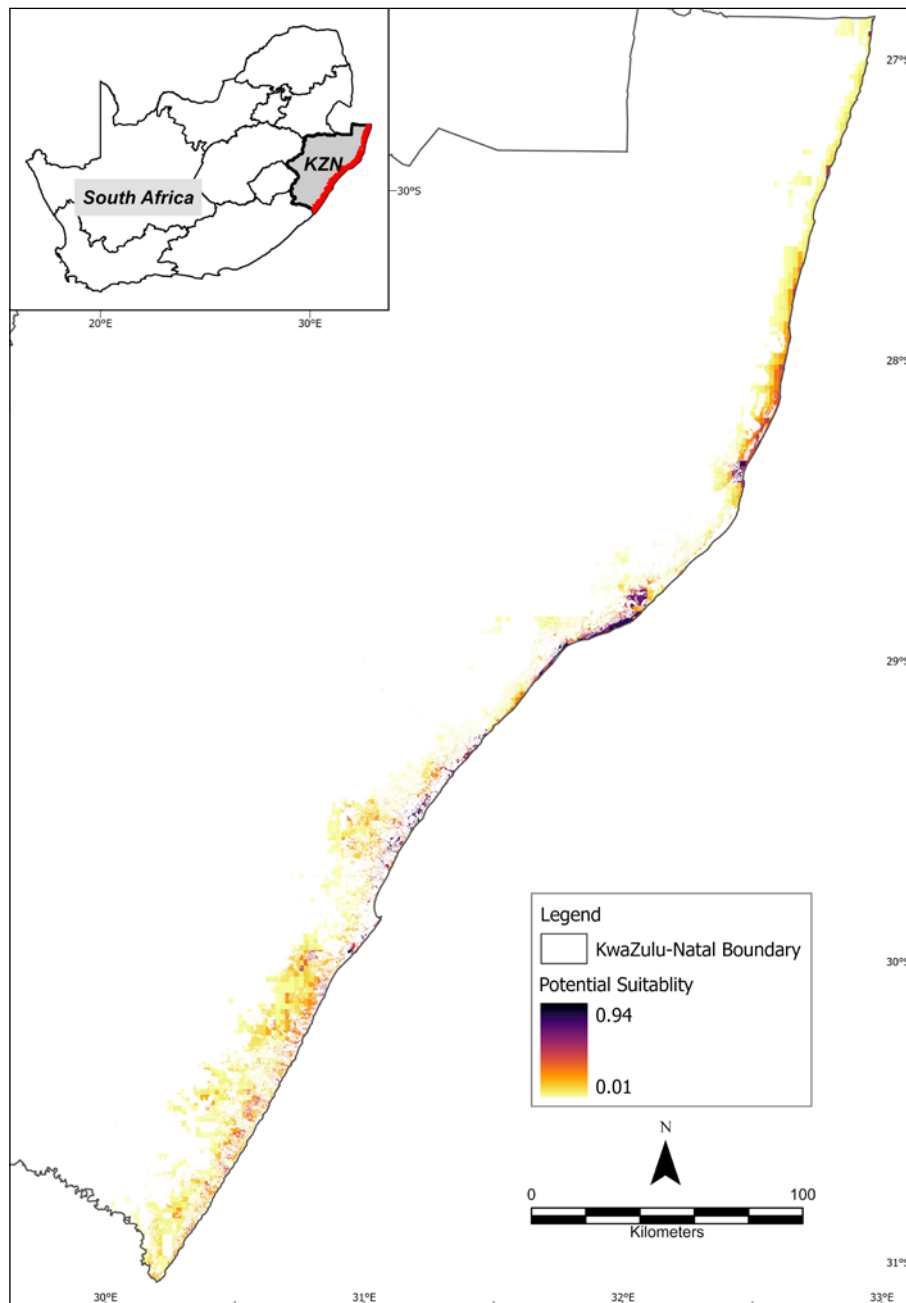 27°S
KZN
South Africa
30°S
20°E
30°E
28°S
29°S
Legend
KwaZulu-Natal Boundary
Potential Suitablity
0.94
0.01
30°S
N
0
100
Kilometers
31°S
30°E
31°E
32°E
33°E